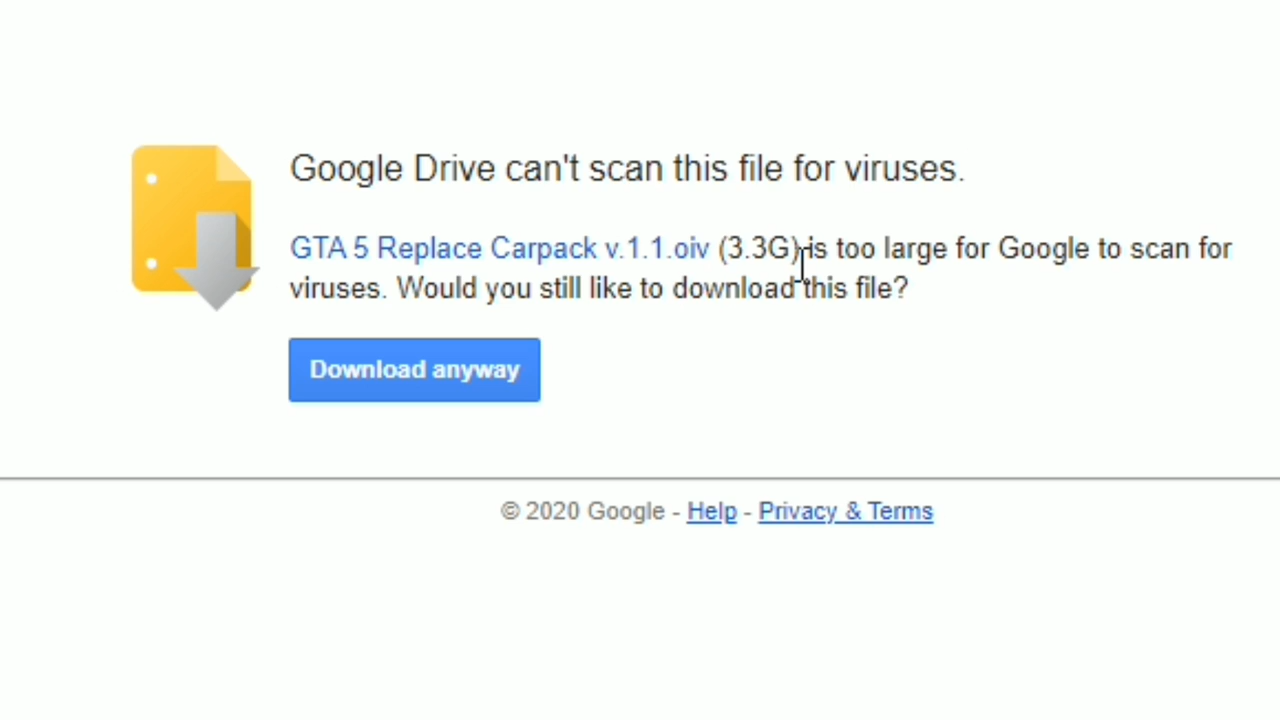 Google Drive can't scan this file for viruses.
GTA 5 Replace Carpack v.1.1.oiv (3.3G) is too large for Google to scan for
viruses. Would you still like to download this file?
Download anyway
© 2020 Google - Help - Privacy & Terms